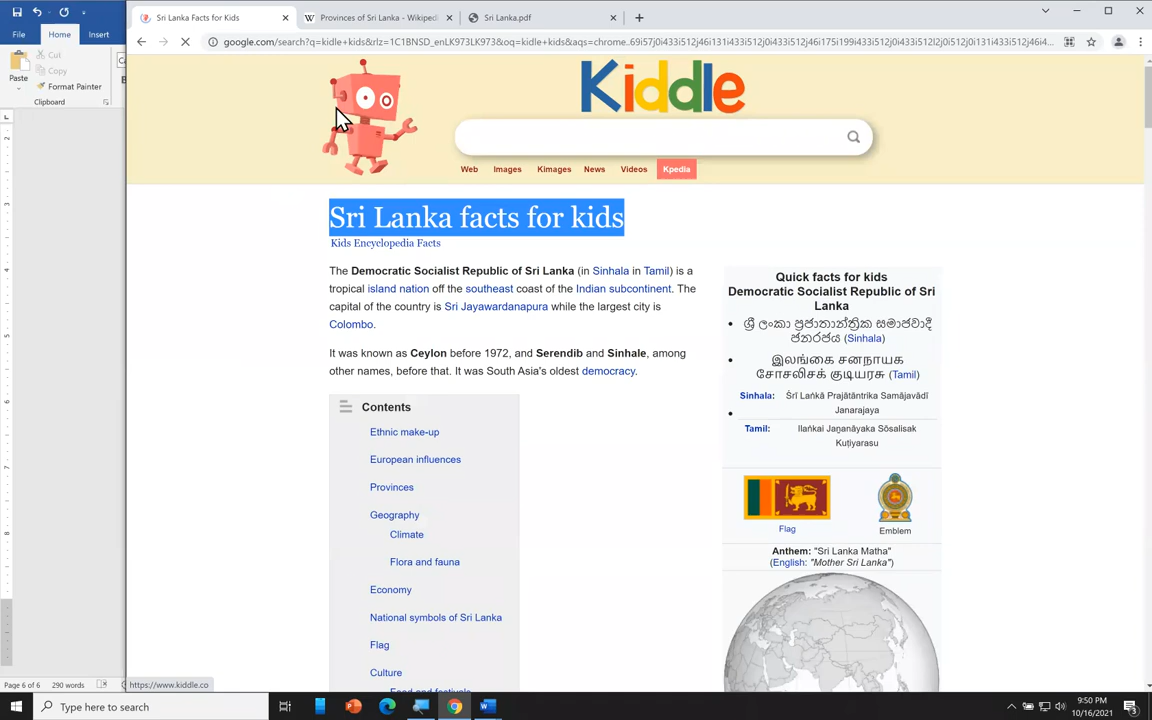 File
Home
Insert
Cut
Copy
Paste
Format Painter
Clipboard
Page 6 of 6 290 words
Sri Lanka Facts for Kids
Provinces of Sri Lanka - Wikiped
Sri Lanka.pdf
google.com/search?q=kidle+kids&rlz=1C1BNSD_enLK973LK973&oq=kidle+kids&aqs=chrome..69i57j0i433i512j46i131i433i512j0i433i512j46i175i199i433i512j0i433i512l2j0i512j0i131i433i512j46i4...
Kiddle
Web Images Kimages News Videos Kpedia
Sri Lanka facts for kids
Kids Encyclopedia Facts
The Democratic Socialist Republic of Sri Lanka (in Sinhala in Tamil) is a
tropical island nation off the southeast coast of the Indian subcontinent. The
capital of the country is Sri Jayawardanapura while the largest city is
Colombo.
It was known as Ceylon before 1972, and Serendib and Sinhale, among
other names, before that. It was South Asia's oldest democracy.
Contents
Ethnic make-up
European influences
Provinces
Geography
Climate
Flora and fauna
Economy
National symbols of Sri Lanka
Flag
Culture
Food and festivals
Quick facts for kids
Democratic Socialist Republic of Sri
Lanka
ශ්‍රී ලංකා ප්‍රජාතාන්ත්‍රික සමාජවාදී
ජනරජය (Sinhala)
இலங்கை சனநாயக
சோசலிசக் குடியரசு (Tamil)
Sinhala: Śrī Laṅkā Prajātāntrika Samājavādī
Janarajaya
Tamil: Ilaṅkai Jaṉanāyaka Sōsalisak
Kuṭiyarasu
Flag
Emblem
Anthem: "Sri Lanka Matha"
(English: "Mother Sri Lanka")
https://www.kiddle.co
Type here to search
9:50 PM
10/16/2021
3